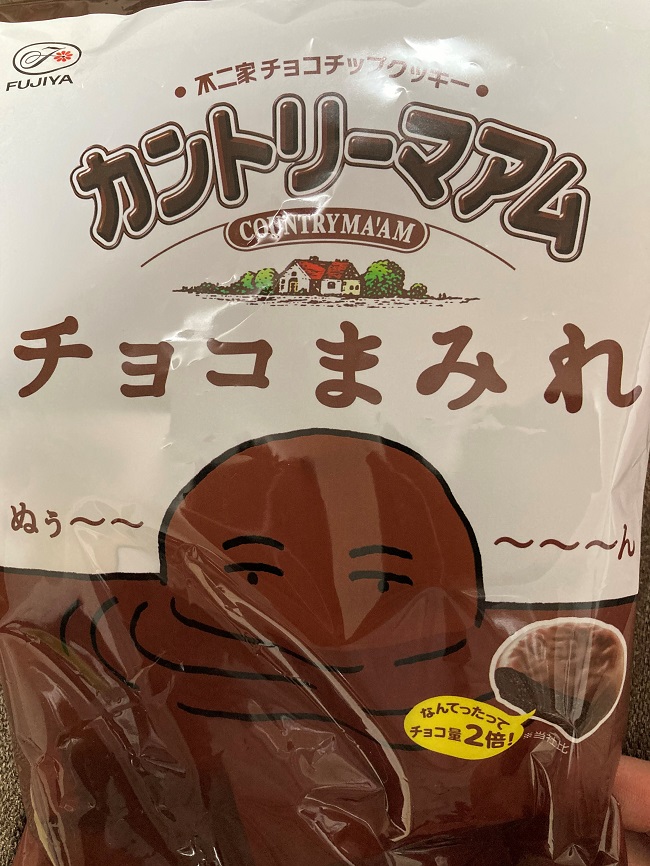 FUJIYA
・不二家チョコチップクッキー・
カントリーマアム
COUNTRY MA'AM
チョコまみれ
ぬぅ〜〜
〜〜〜ん
なんてったって
チョコ量2倍!
※当社比